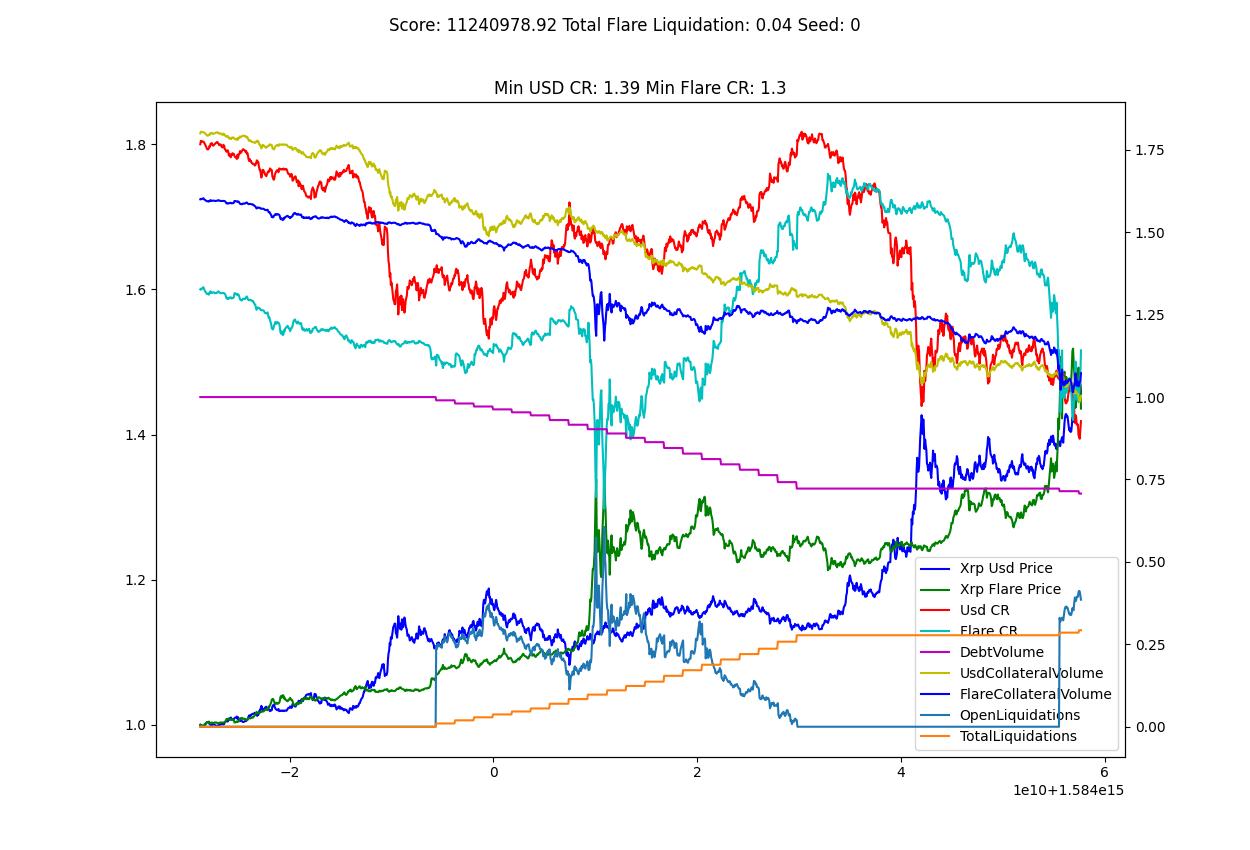 Score: 11240978.92 Total Flare Liquidation: 0.04 Seed: 0
Min USD CR: 1.39 Min Flare CR: 1.3
1.8
1.6
1.4
1.2
1.0
1.75
1.50
1.25
1.00
0.75
0.50
0.25
0.00
Xrp Usd Price
Xrp Flare Price
Usd CR
Flare CR
DebtVolume
UsdCollateralVolume
FlareCollateralVolume
OpenLiquidations
TotalLiquidations
−2 0 2 4 6
1e10+1.584e15